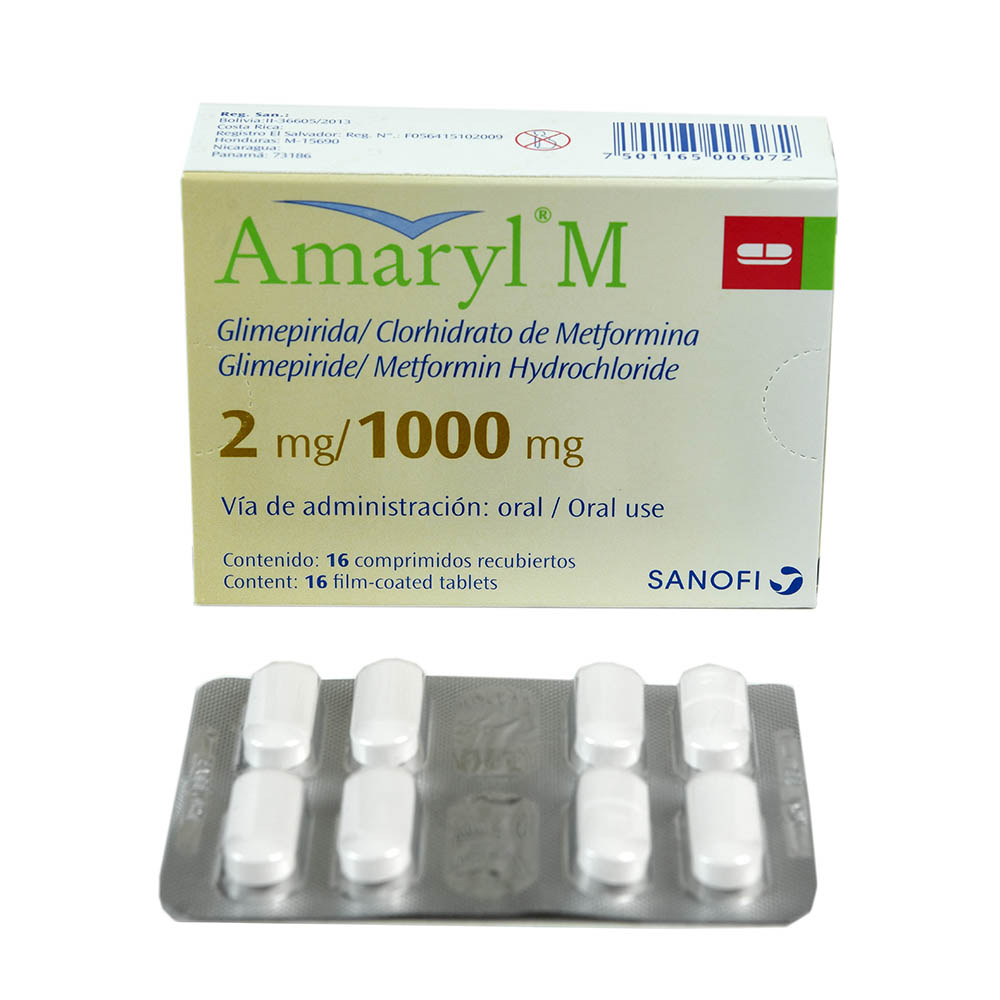 Reg. San.:
Bolivia:II-36605/2013
Costa Rica:
Registro El Salvador: Reg. N°.: F056415102009
Honduras: M-15690
Nicaragua:
Panamá: 73186
7 501165 006072
Amaryl® M
Glimepirida/ Clorhidrato de Metformina
Glimepiride/ Metformin Hydrochloride
2 mg/ 1000 mg
Vía de administración: oral / Oral use
Contenido: 16 comprimidos recubiertos
Content: 16 film-coated tablets
SANOFI